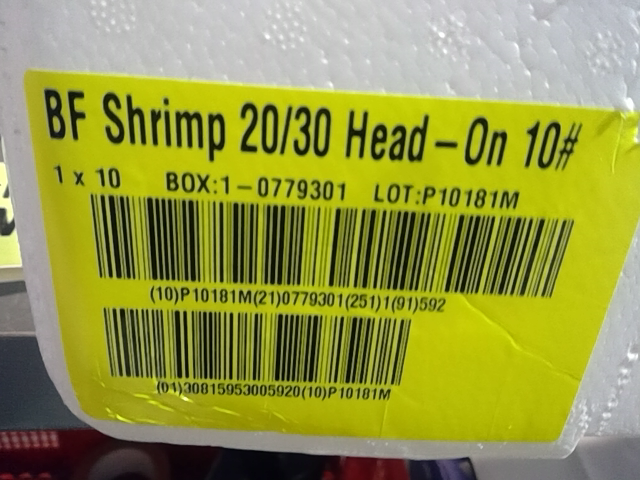 BF Shrimp 20/30 Head-On 10#
1 x 10 BOX:1-0779301 LOT:P10181M
(10)P10181M(21)0779301(251)1(91)592
(01)30815953005920(10)P10181M